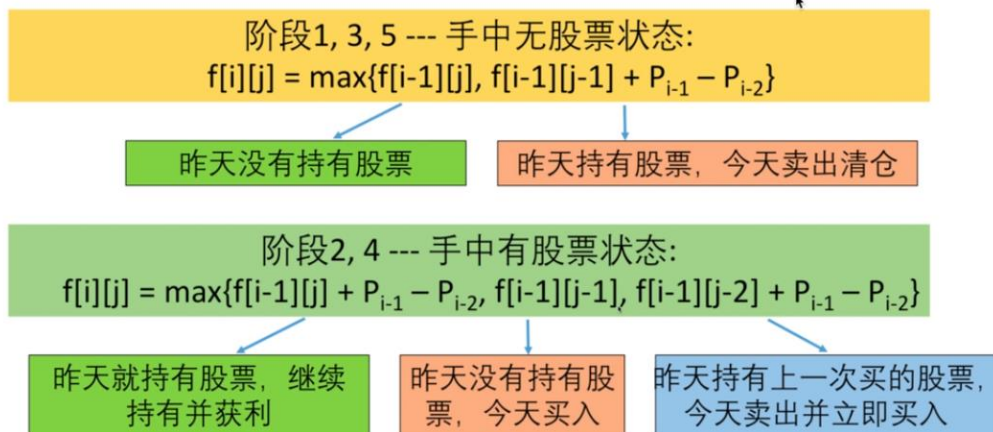 阶段1, 3, 5 --- 手中无股票状态:
f[i][j] = max{f[i-1][j], f[i-1][j-1] + Pi-1 – Pi-2}
昨天没有持有股票
昨天持有股票，今天卖出清仓
阶段2, 4 --- 手中有股票状态:
f[i][j] = max{f[i-1][j] + Pi-1 – Pi-2, f[i-1][j-1], f[i-1][j-2] + Pi-1 – Pi-2}
昨天就持有股票，继续
持有并获利
昨天没有持有股
票，今天买入
昨天持有上一次买的股票，
今天卖出并立即买入